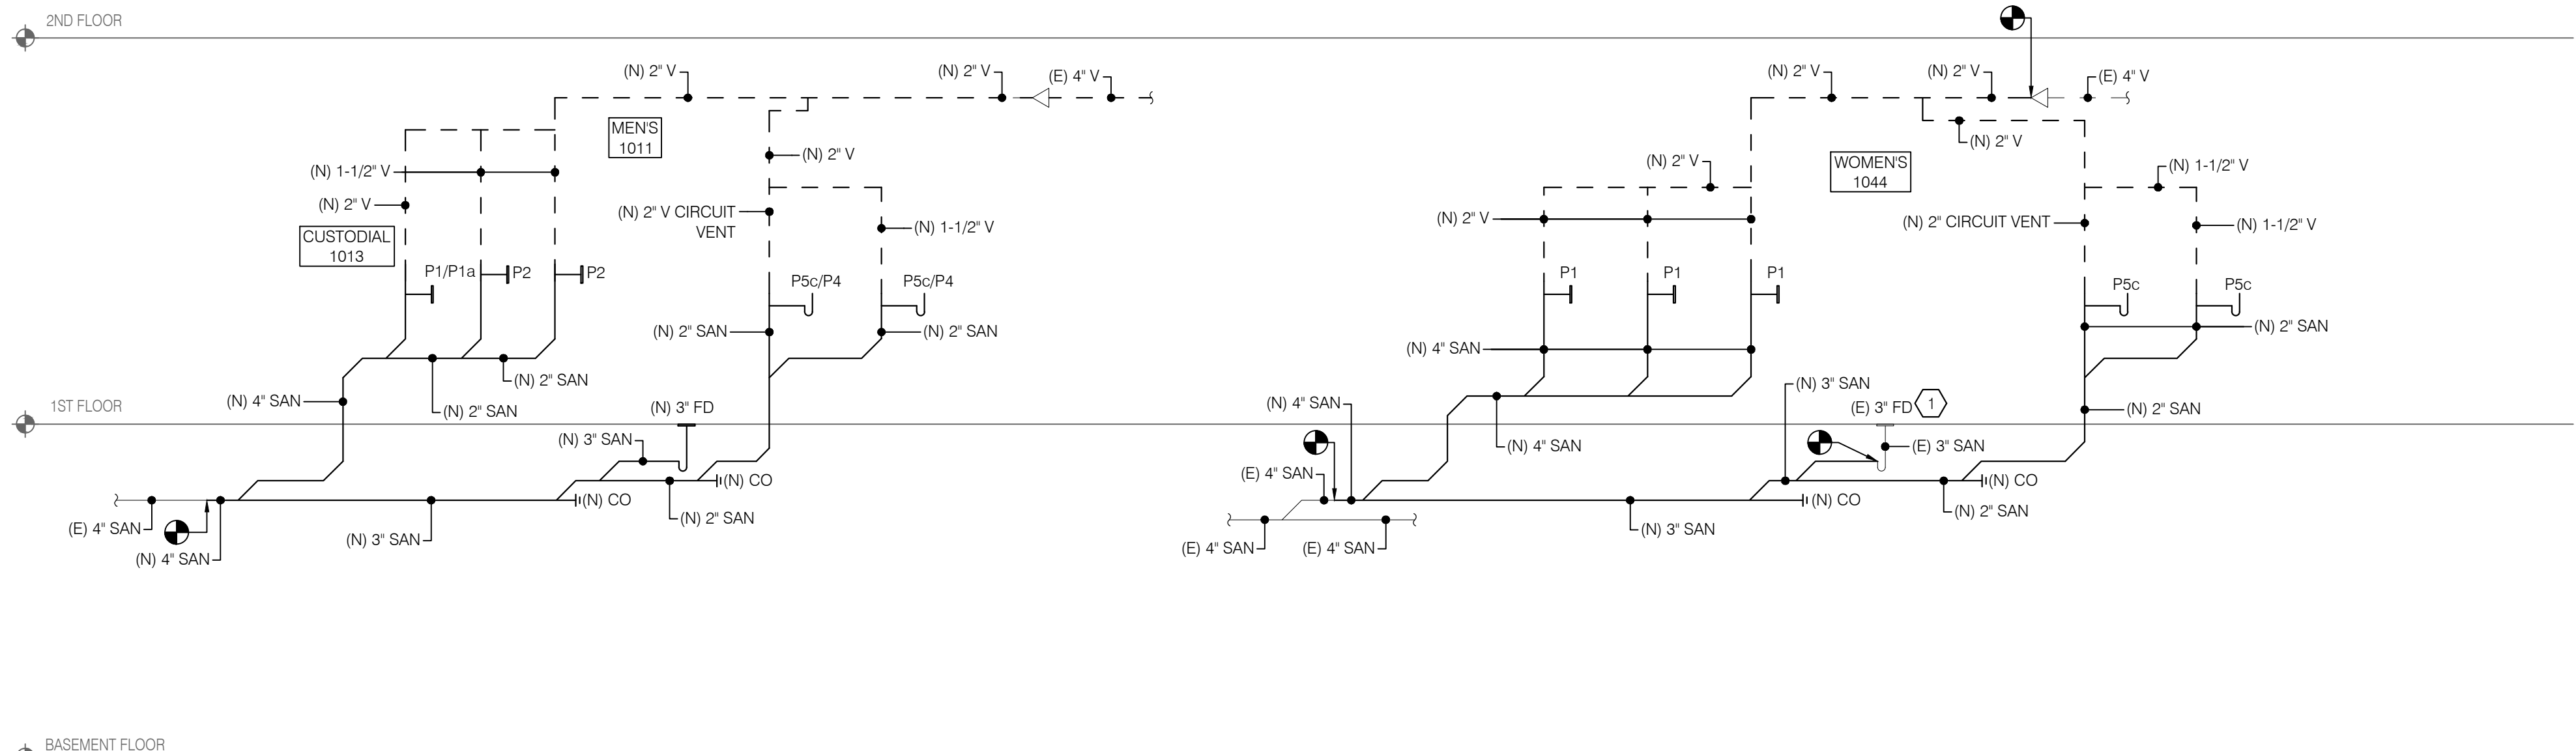 2ND FLOOR
(N) 2" V
(N) 2" V
(E) 4" V
(N) 2" V
(N) 2" V
(E) 4" V
MEN'S
1011
(N) 2" V
(N) 2" V
(N) 1-1/2" V
(N) 2" V
WOMEN'S
1044
(N) 1-1/2" V
(N) 2" V
(N) 2" V CIRCUIT
VENT
(N) 1-1/2" V
(N) 2" V
(N) 2" CIRCUIT VENT
(N) 1-1/2" V
CUSTODIAL
1013
P1/P1a
P2
P2
P5c/P4
P5c/P4
P1
P1
P1
P5c
P5c
(N) 2" SAN
(N) 2" SAN
(N) 2" SAN
(N) 4" SAN
(N) 2" SAN
(N) 3" SAN
(N) 4" SAN
(N) 2" SAN
1ST FLOOR
(N) 3" FD
(N) 4" SAN
(E) 3" FD
1
(N) 2" SAN
(N) 3" SAN
(N) 4" SAN
(E) 3" SAN
(E) 4" SAN
(N) CO
(N) CO
(N) CO
(N) CO
(E) 4" SAN
(N) 2" SAN
(N) 2" SAN
(N) 3" SAN
(N) 3" SAN
(N) 4" SAN
(E) 4" SAN
(E) 4" SAN
BASEMENT FLOOR